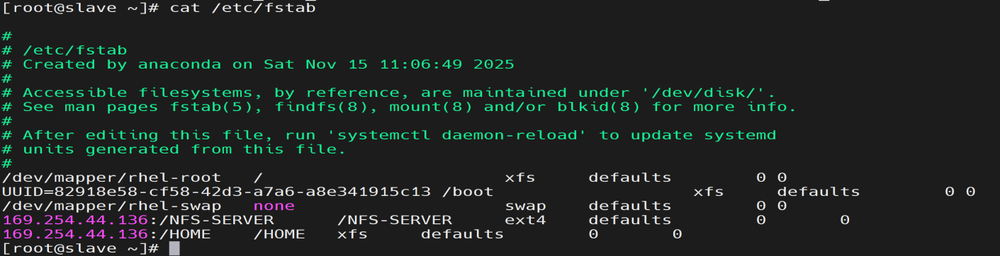 [root@slave ~]# cat /etc/fstab
#
# /etc/fstab
# Created by anaconda on Sat Nov 15 11:06:49 2025
#
# Accessible filesystems, by reference, are maintained under '/dev/disk/'.
# See man pages fstab(5), findfs(8), mount(8) and/or blkid(8) for more info.
#
# After editing this file, run 'systemctl daemon-reload' to update systemd
# units generated from this file.
#
/dev/mapper/rhel-root / xfs defaults 0 0
UUID=82918e58-cf58-42d3-a7a6-a8e341915c13 /boot xfs defaults 0 0
/dev/mapper/rhel-swap none swap defaults 0 0
169.254.44.136:/NFS-SERVER /NFS-SERVER ext4 defaults 0 0
169.254.44.136:/HOME /HOME xfs defaults 0 0
[root@slave ~]#